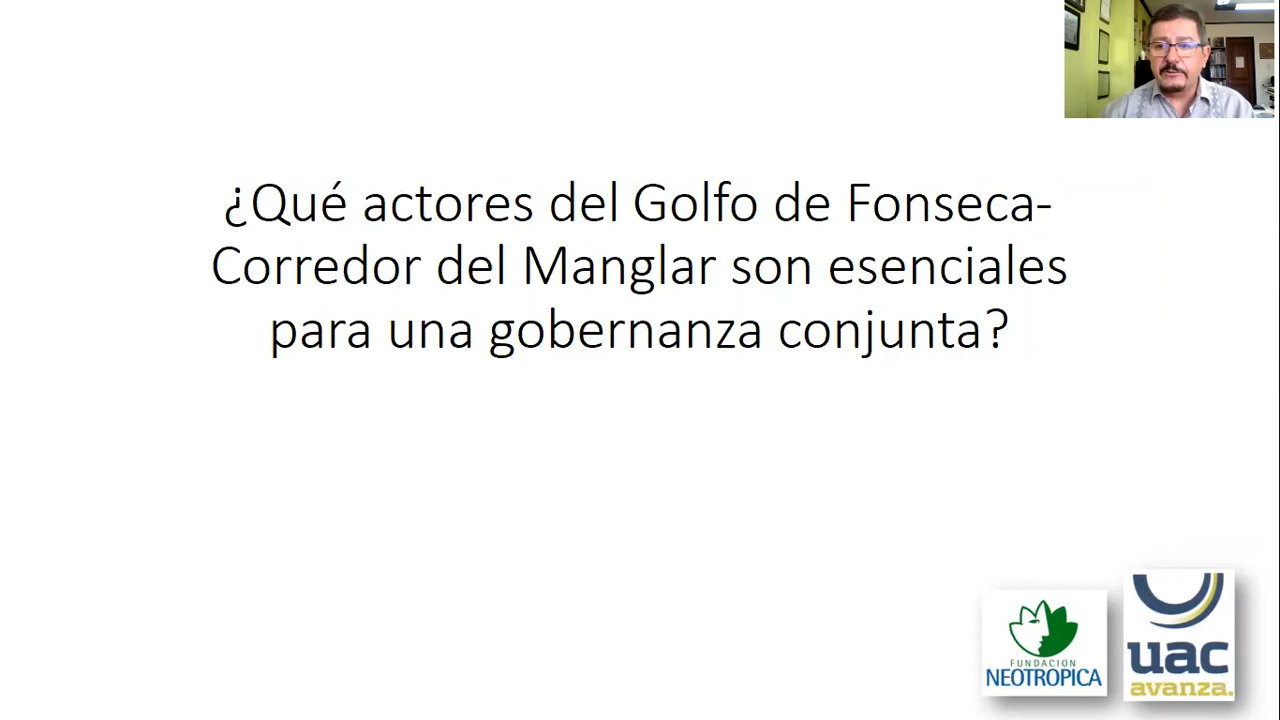 ¿Qué actores del Golfo de Fonseca-
Corredor del Manglar son esenciales
para una gobernanza conjunta?
FUNDACION
NEOTROPICA
uac
avanza.